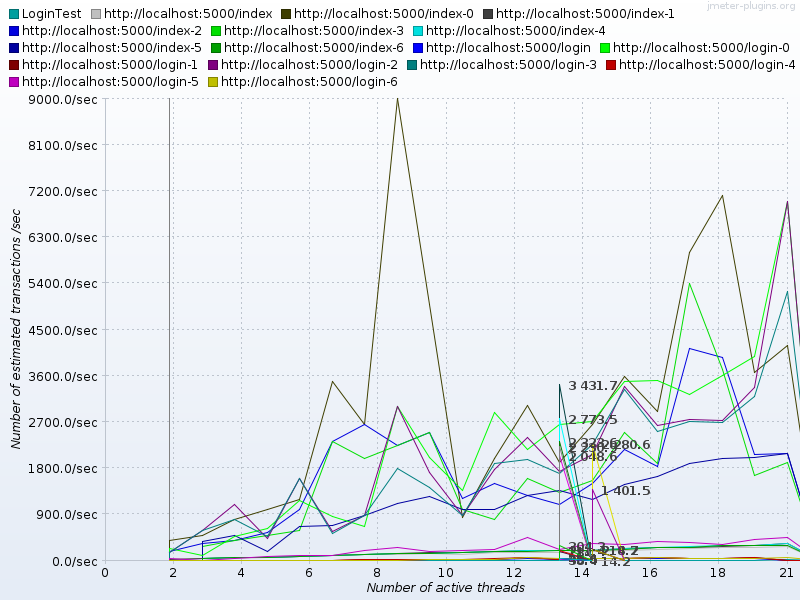 jmeter-plugins.org
LoginTest http://localhost:5000/index http://localhost:5000/index-0 http://localhost:5000/index-1
http://localhost:5000/index-2 http://localhost:5000/index-3 http://localhost:5000/index-4
http://localhost:5000/index-5 http://localhost:5000/index-6 http://localhost:5000/login http://localhost:5000/login-0
http://localhost:5000/login-1 http://localhost:5000/login-2 http://localhost:5000/login-3 http://localhost:5000/login-4
http://localhost:5000/login-5 http://localhost:5000/login-6
Number of estimated transactions /sec
9000.0/sec
8100.0/sec
7200.0/sec
6300.0/sec
5400.0/sec
4500.0/sec
3600.0/sec
2700.0/sec
1800.0/sec
900.0/sec
0.0/sec
3 431.7
2 773.5
2 048.6
1 401.5
14.2
0 2 4 6 8 10 12 14 16 18 21
Number of active threads